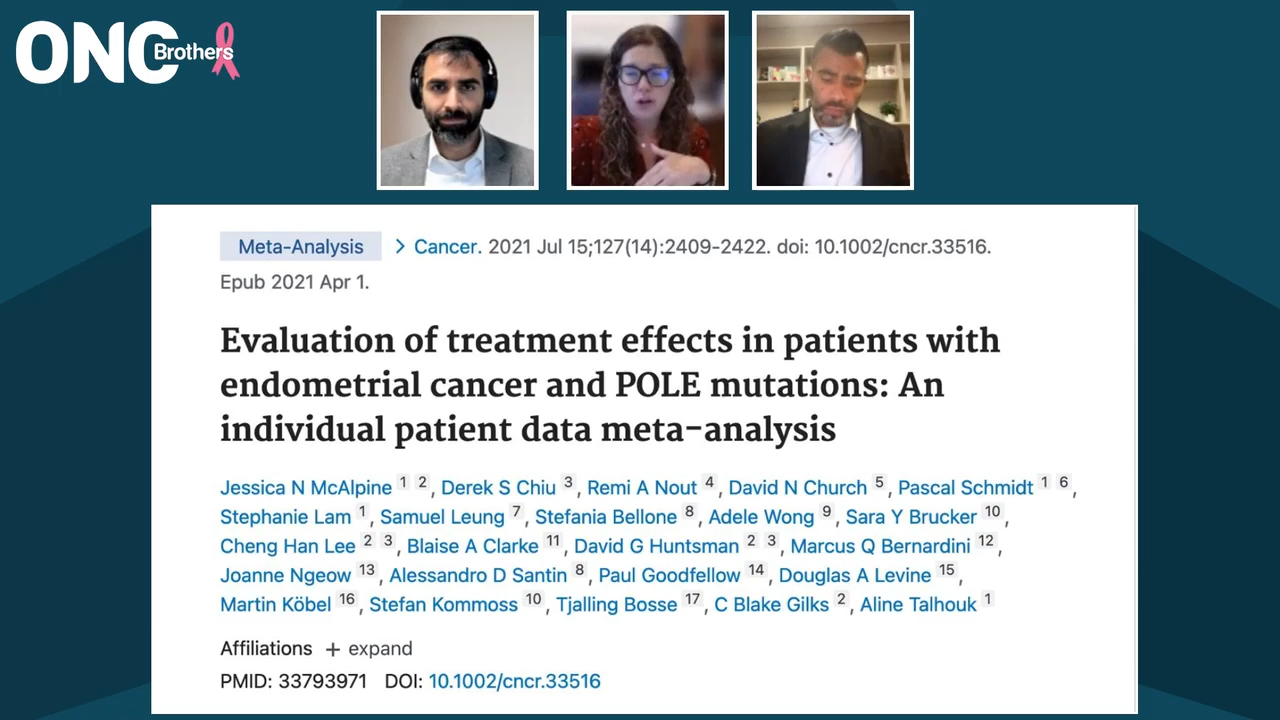 ONC Brothers
Meta-Analysis > Cancer. 2021 Jul 15;127(14):2409-2422. doi: 10.1002/cncr.33516.
Epub 2021 Apr 1.
Evaluation of treatment effects in patients with
endometrial cancer and POLE mutations: An
individual patient data meta-analysis
Jessica N McAlpine 1 2, Derek S Chiu 3, Remi A Nout 4, David N Church 5, Pascal Schmidt 1 6,
Stephanie Lam 1, Samuel Leung 7, Stefania Bellone 8, Adele Wong 9, Sara Y Brucker 10,
Cheng Han Lee 2 3, Blaise A Clarke 11, David G Huntsman 2 3, Marcus Q Bernardini 12,
Joanne Ngeow 13, Alessandro D Santin 8, Paul Goodfellow 14, Douglas A Levine 15,
Martin Köbel 16, Stefan Kommoss 10, Tjalling Bosse 17, C Blake Gilks 2, Aline Talhouk 1
Affiliations + expand
PMID: 33793971 DOI: 10.1002/cncr.33516